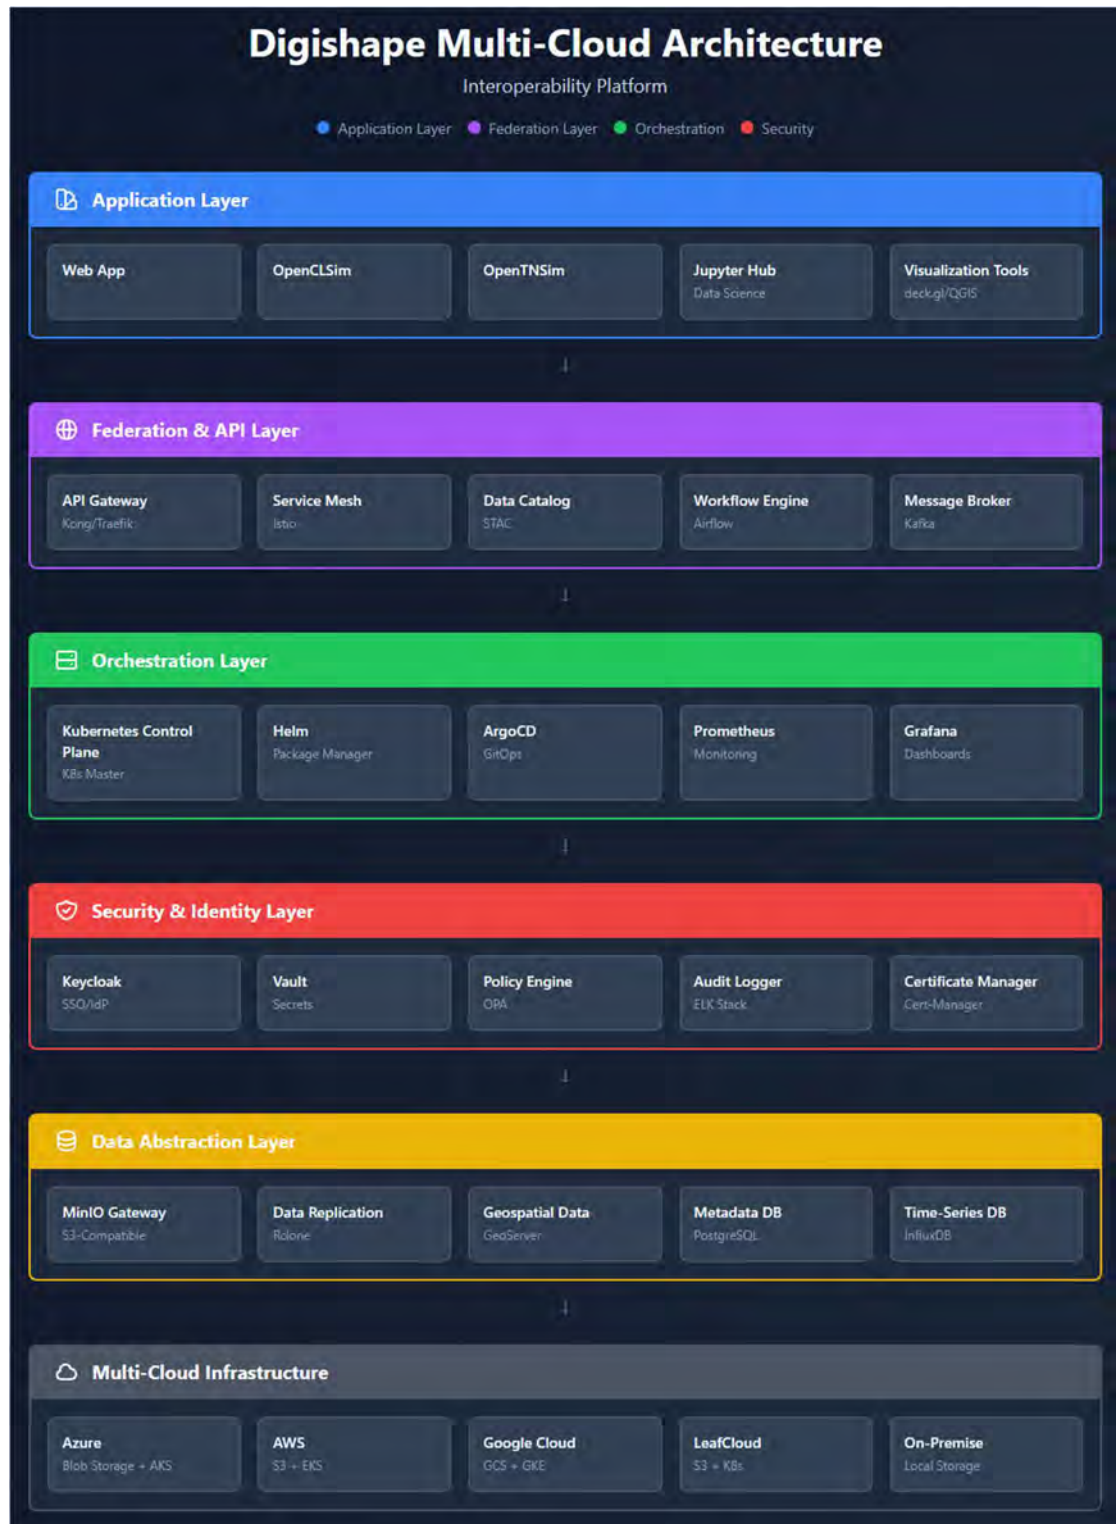 Digishape Multi-Cloud Architecture
Interoperability Platform
Application Layer Federation Layer Orchestration Security
Application Layer
Web App
OpenCLSim
OpenTNSim
Jupyter Hub
Data Science
Visualization Tools
deck.gl/QGIS
↓
Federation & API Layer
API Gateway
Kong/Traefik
Service Mesh
Istio
Data Catalog
STAC
Workflow Engine
Airflow
Message Broker
Kafka
↓
Orchestration Layer
Kubernetes Control
Plane
K8s Master
Helm
Package Manager
ArgoCD
GitOps
Prometheus
Monitoring
Grafana
Dashboards
↓
Security & Identity Layer
Keycloak
SSO/IdP
Vault
Secrets
Policy Engine
OPA
Audit Logger
ELK Stack
Certificate Manager
Cert-Manager
↓
Data Abstraction Layer
MinIO Gateway
S3-Compatible
Data Replication
Rclone
Geospatial Data
GeoServer
Metadata DB
PostgreSQL
Time-Series DB
InfluxDB
↓
Multi-Cloud Infrastructure
Azure
Blob Storage + AKS
AWS
S3 + EKS
Google Cloud
GCS + GKE
LeafCloud
S3 + K8s
On-Premise
Local Storage